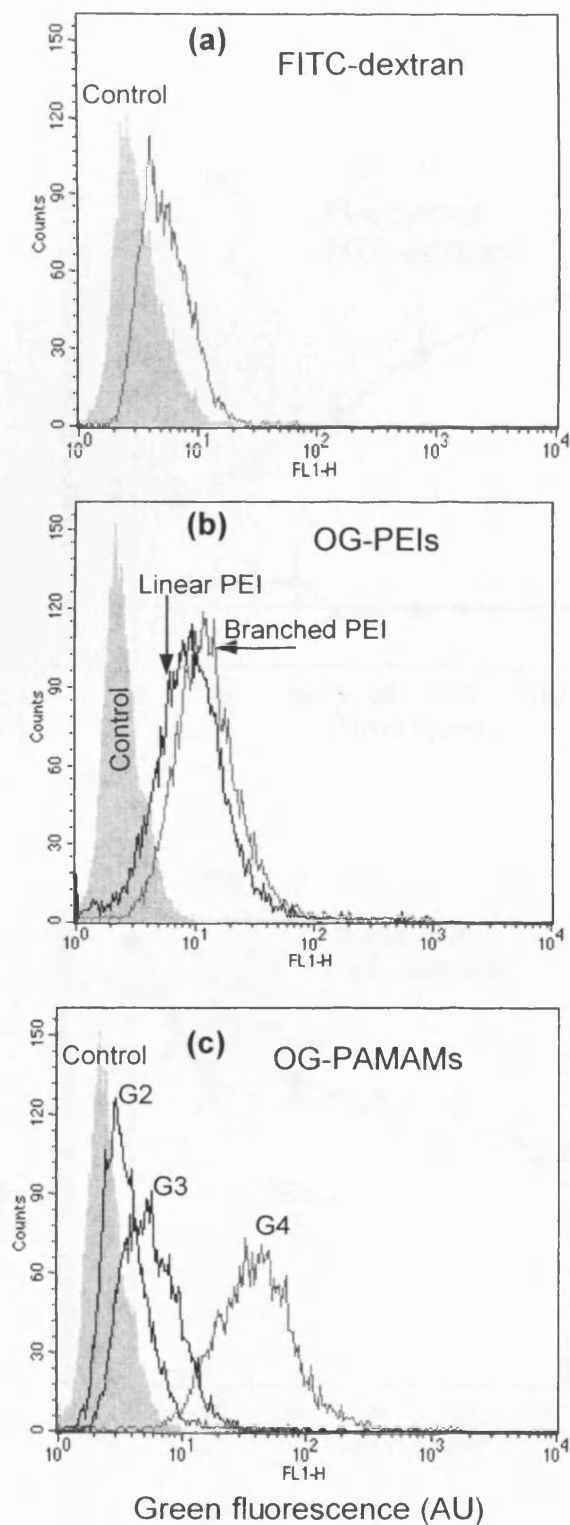 (a)
FITC-dextran
Control
150
120
90
60
30
0
Counts
10^0 10^1 10^2 10^3 10^4
FL1-H
(b)
OG-PEIs
Linear PEI
Branched PEI
Control
150
120
90
60
30
0
Counts
10^0 10^1 10^2 10^3 10^4
FL1-H
(c)
OG-PAMAMs
Control
G2
G3
G4
150
120
90
60
30
0
Counts
10^0 10^1 10^2 10^3 10^4
FL1-H
Green fluorescence (AU)